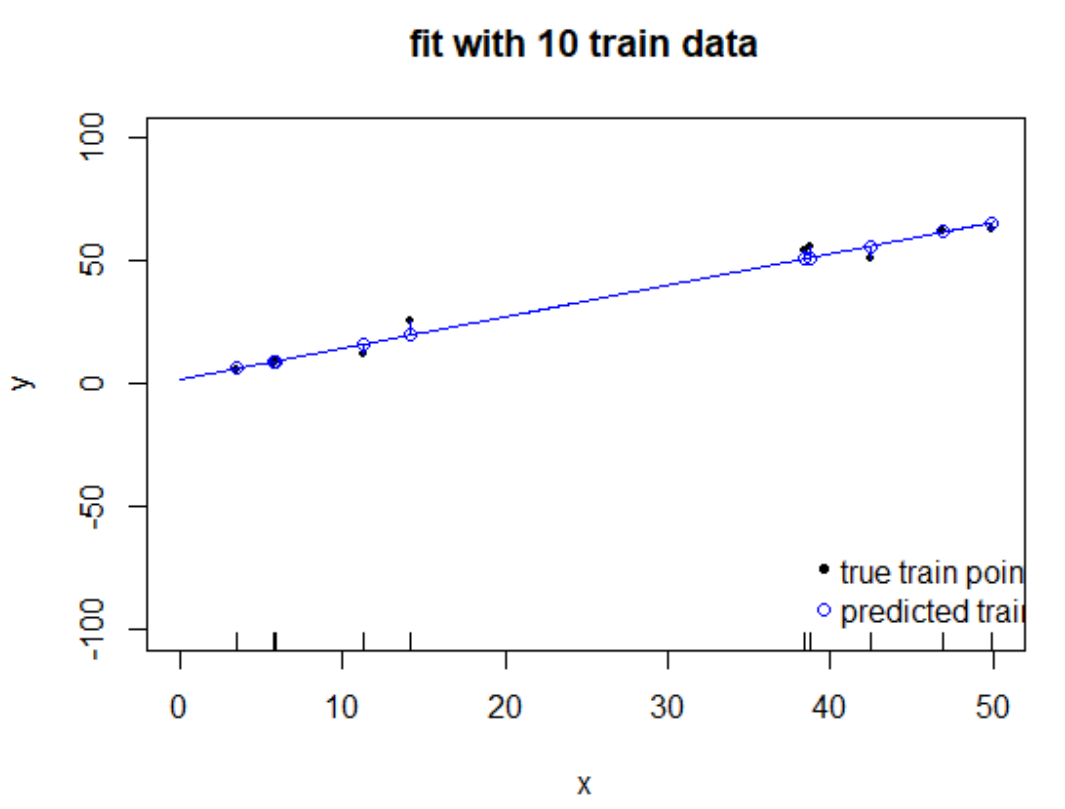 fit with 10 train data
100
50
0
-50
-100
y
true train poin
predicted trai
0 10 20 30 40 50
x